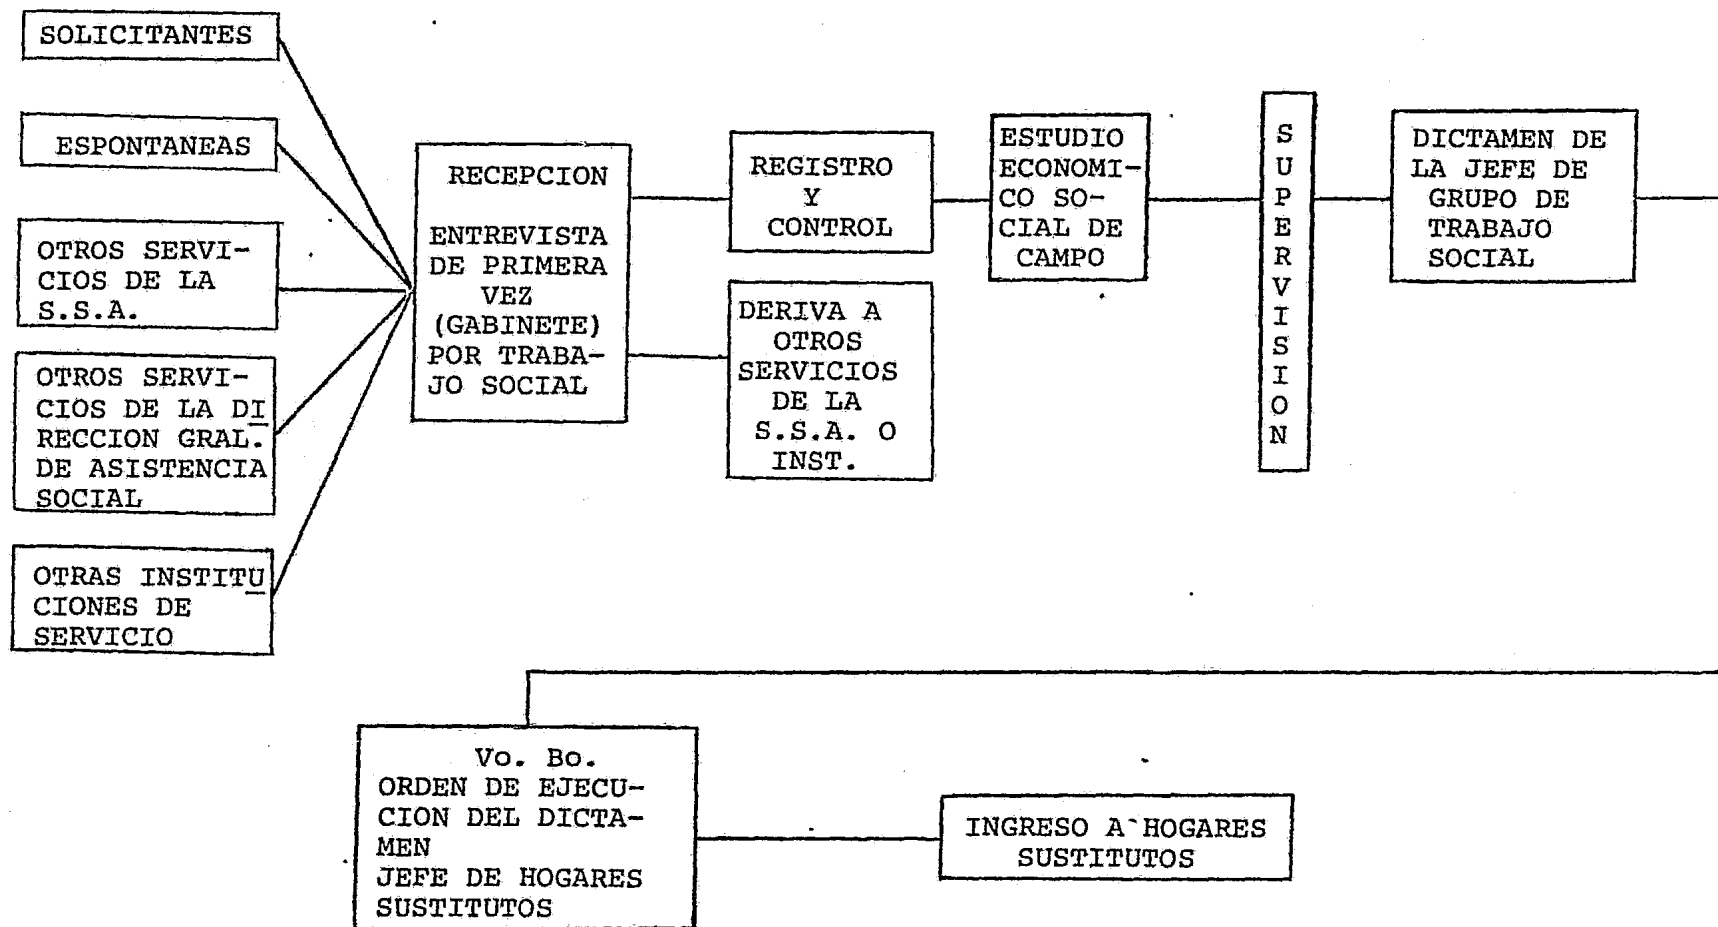 SOLICITANTES
ESPONTANEAS
OTROS SERVI-
CIOS DE LA
S.S.A.
OTROS SERVI-
CIOS DE LA DI
RECCION GRAL.
DE ASISTENCIA
SOCIAL
OTRAS INSTITU
CIONES DE
SERVICIO
RECEPCION
ENTREVISTA
DE PRIMERA
VEZ
(GABINETE)
POR TRABA-
JO SOCIAL
REGISTRO
Y
CONTROL
DERIVA A
OTROS
SERVICIOS
DE LA
S.S.A. O
INST.
ESTUDIO
ECONOMI-
CO SO-
CIAL DE
CAMPO
SUPERVISION
DICTAMEN DE
LA JEFE DE
GRUPO DE
TRABAJO
SOCIAL
Vo. Bo.
ORDEN DE EJECU-
CION DEL DICTA-
MEN
JEFE DE HOGARES
SUSTITUTOS
INGRESO A HOGARES
SUSTITUTOS